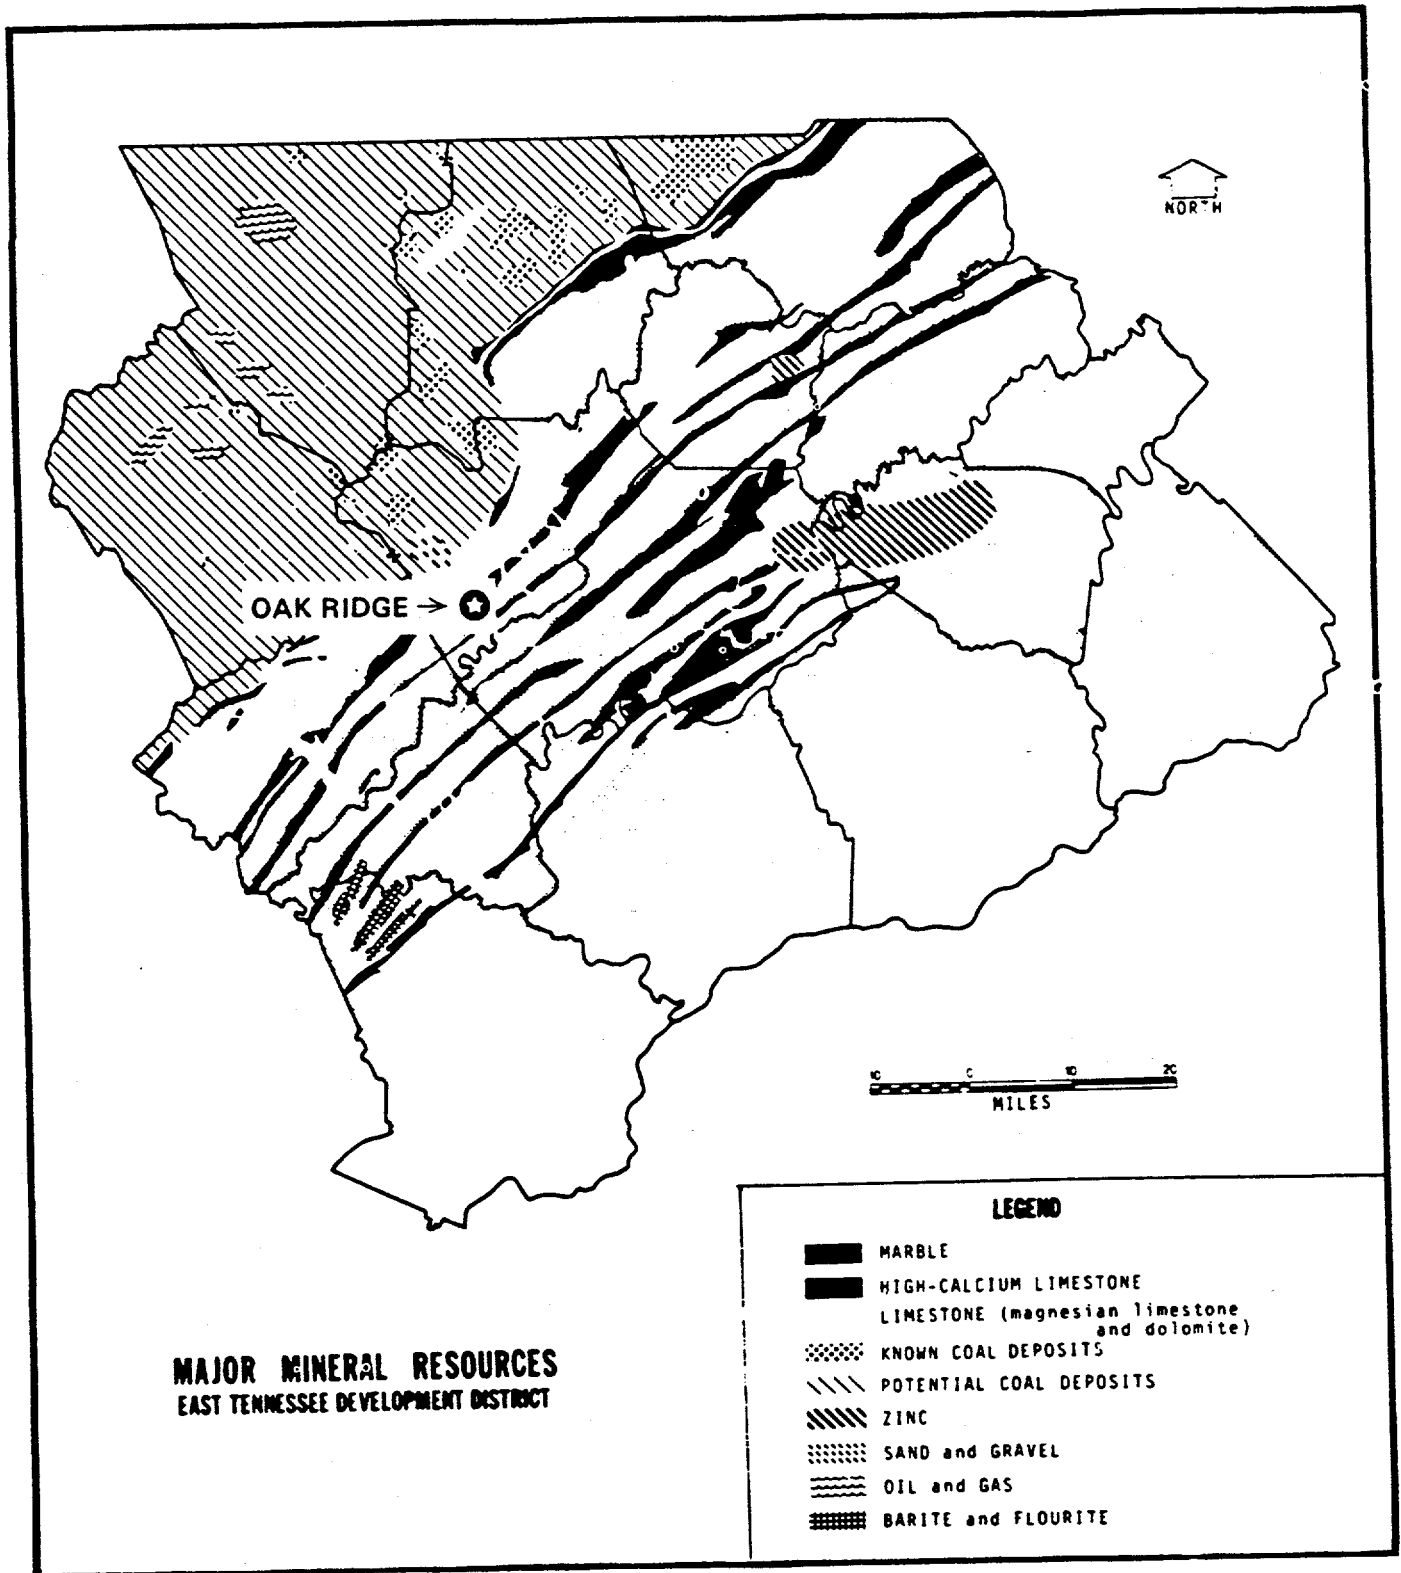 NORTH
OAK RIDGE
10 0 10 20
MILES
LEGEND
MARBLE
HIGH-CALCIUM LIMESTONE
LIMESTONE (magnesian limestone
and dolomite)
KNOWN COAL DEPOSITS
POTENTIAL COAL DEPOSITS
ZINC
SAND and GRAVEL
OIL and GAS
BARITE and FLOURITE
MAJOR MINERAL RESOURCES
EAST TENNESSEE DEVELOPMENT DISTRICT